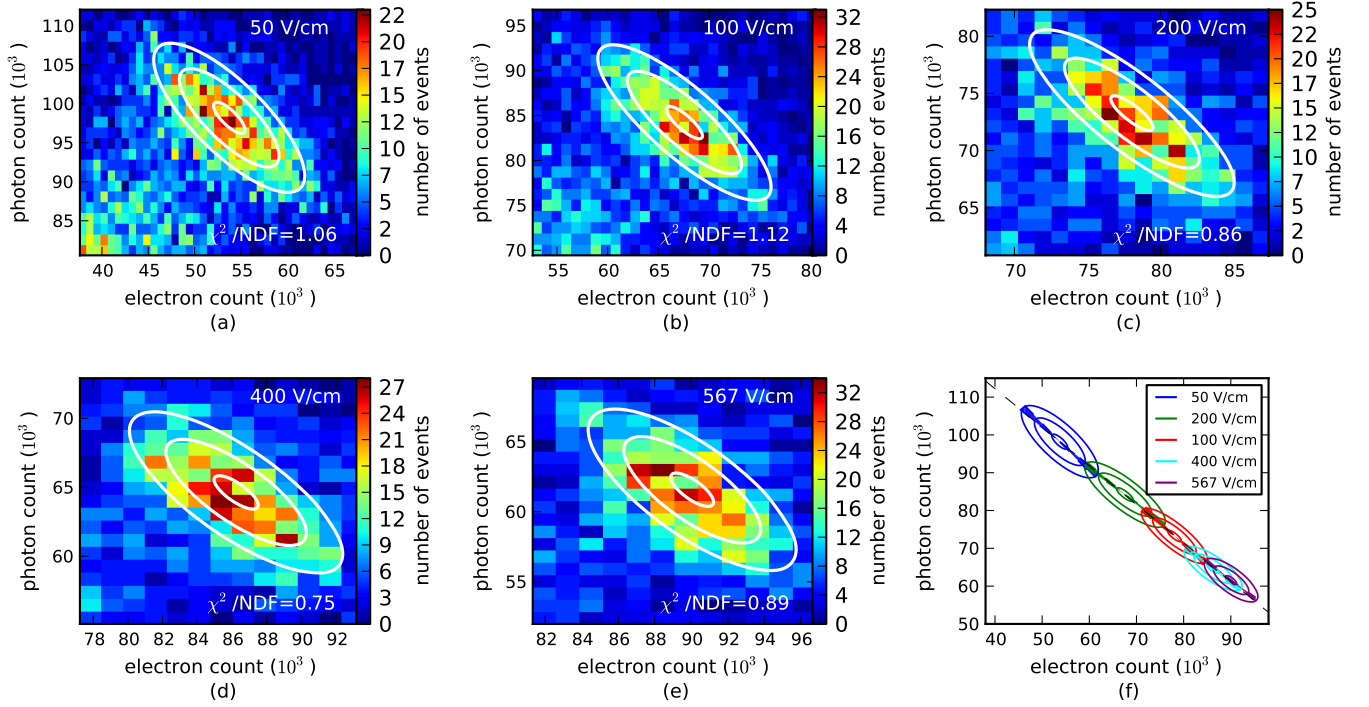 50 V/cm
χ² /NDF=1.06
photon count (10³ )
110
105
100
95
90
85
40 45 50 55 60 65
electron count (10³ )
(a)
22
20
17
15
13
12
10
7
5
3
2
0
number of events
100 V/cm
χ² /NDF=1.12
photon count (10³ )
95
90
85
80
75
70
55 60 65 70 75 80
electron count (10³ )
(b)
32
28
24
20
16
12
8
4
0
number of events
200 V/cm
χ² /NDF=0.86
photon count (10³ )
80
75
70
65
70 75 80 85
electron count (10³ )
(c)
25
22
20
17
15
12
10
7
5
2
0
number of events
400 V/cm
χ² /NDF=0.75
photon count (10³ )
70
65
60
78 80 82 84 86 88 90 92
electron count (10³ )
(d)
27
24
21
18
15
12
9
6
3
0
number of events
567 V/cm
χ² /NDF=0.89
photon count (10³ )
65
60
55
82 84 86 88 90 92 94 96
electron count (10³ )
(e)
32
28
24
20
16
12
8
4
0
number of events
50 V/cm
200 V/cm
100 V/cm
400 V/cm
567 V/cm
photon count (10³ )
110
100
90
80
70
60
50
40 50 60 70 80 90
electron count (10³ )
(f)